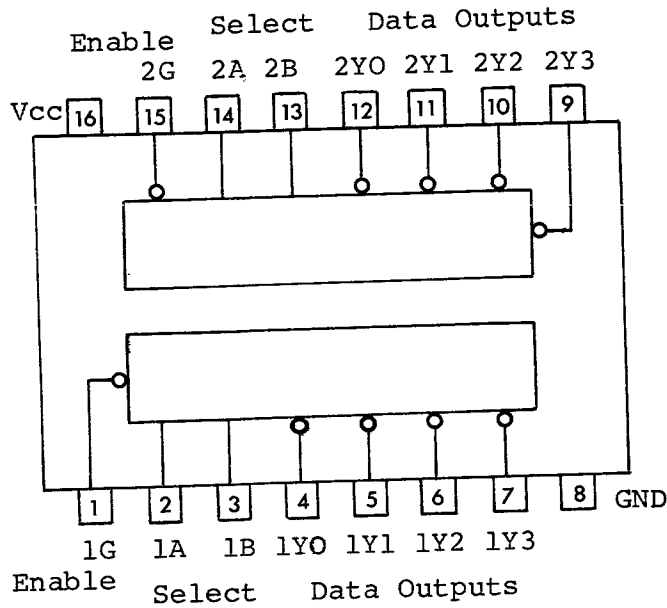 Select Data Outputs
Enable
2G 2A 2B 2Y0 2Y1 2Y2 2Y3
Vcc 16 15 14 13 12 11 10 9
1 2 3 4 5 6 7 8 GND
1G 1A 1B 1Y0 1Y1 1Y2 1Y3
Enable
Select Data Outputs